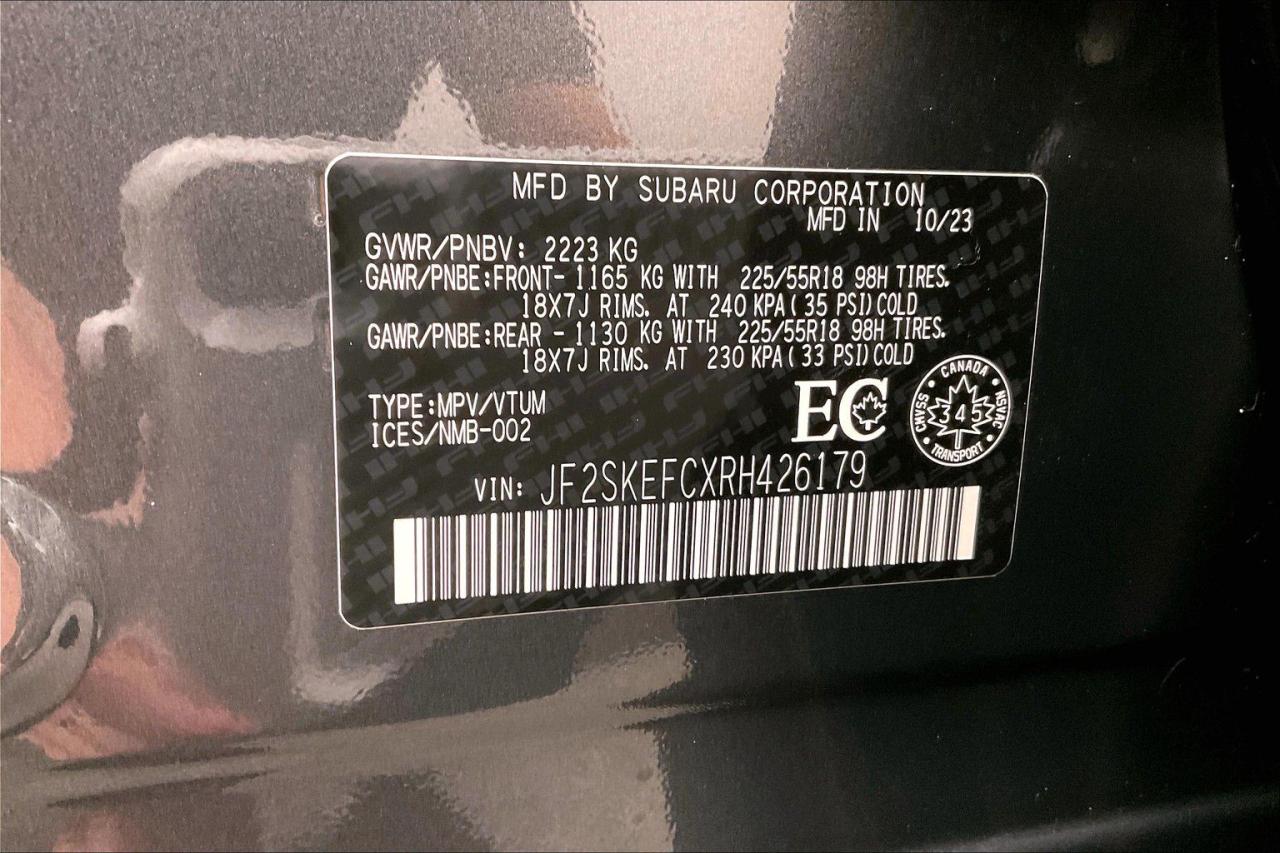 MFD BY SUBARU CORPORATION
MFD IN 10/23
GVWR/PNBV: 2223 KG
GAWR/PNBE:FRONT- 1165 KG WITH 225/55R18 98H TIRES.
18X7J RIMS. AT 240 KPA(35 PSI)COLD
GAWR/PNBE:REAR - 1130 KG WITH 225/55R18 98H TIRES.
18X7J RIMS. AT 230 KPA(33 PSI)COLD
TYPE:MPV/VTUM
ICES/NMB-002
EC
CANADA
CMVSS 345 NSVAC
TRANSPORT
VIN: JF2SKEFCXRH426179